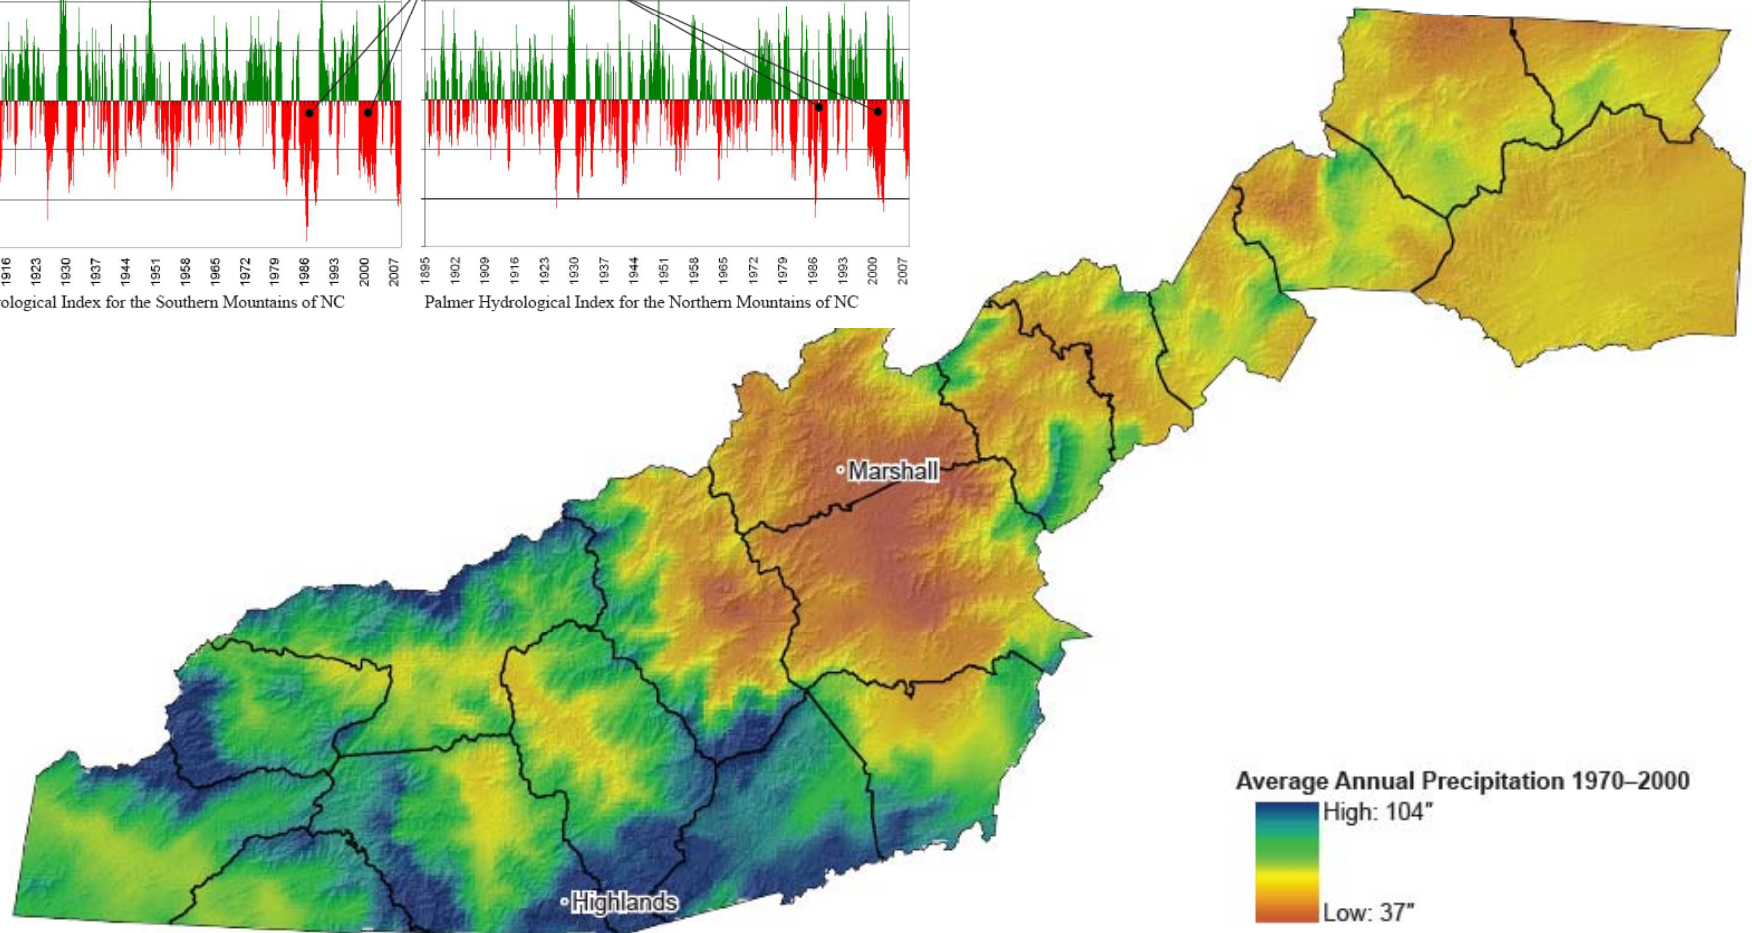 1916 1923 1930 1937 1944 1951 1958 1965 1972 1979 1986 1993 2000 2007
1895 1902 1909 1916 1923 1930 1937 1944 1951 1958 1965 1972 1979 1986 1993 2000 2007
ological Index for the Southern Mountains of NC
Palmer Hydrological Index for the Northern Mountains of NC
Marshall
Highlands
Average Annual Precipitation 1970–2000
High: 104″
Low: 37″